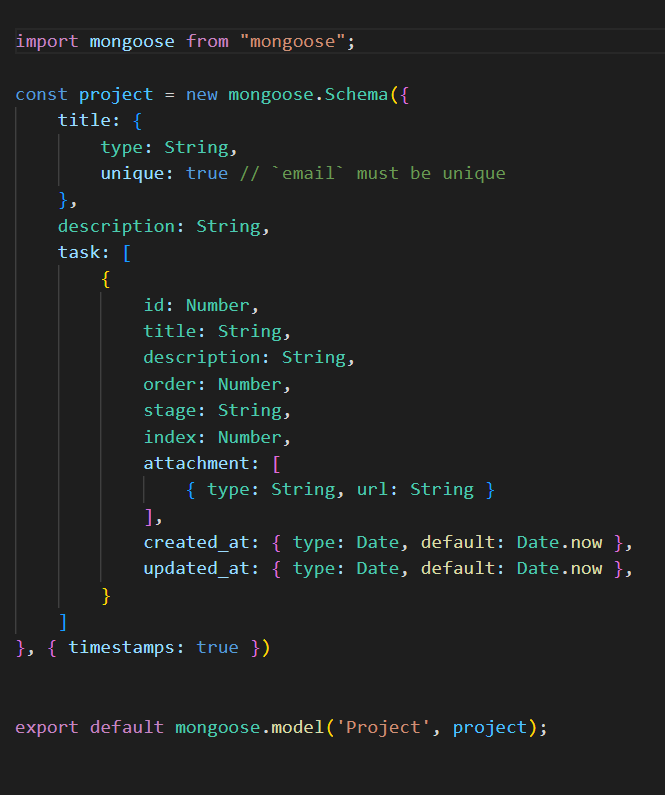 import mongoose from "mongoose";
const project = new mongoose.Schema({
title: {
type: String,
unique: true // `email` must be unique
},
description: String,
task: [
{
id: Number,
title: String,
description: String,
order: Number,
stage: String,
index: Number,
attachment: [
{ type: String, url: String }
],
created_at: { type: Date, default: Date.now },
updated_at: { type: Date, default: Date.now },
}
]
}, { timestamps: true })
export default mongoose.model('Project', project);